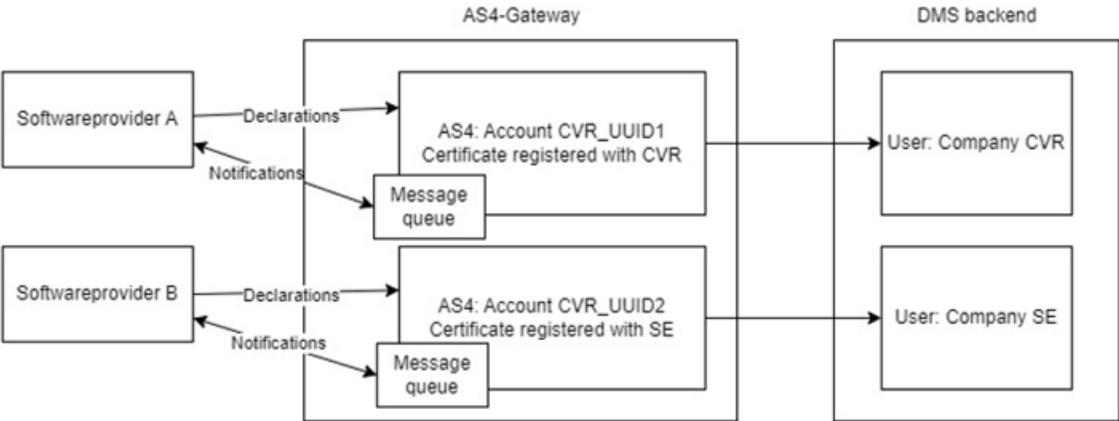 AS4-Gateway
DMS backend
Softwareprovider A
Declarations
AS4: Account CVR_UUID1
Certificate registered with CVR
User: Company CVR
Notifications
Message
queue
Softwareprovider B
Declarations
AS4: Account CVR_UUID2
Certificate registered with SE
User: Company SE
Notifications
Message
queue